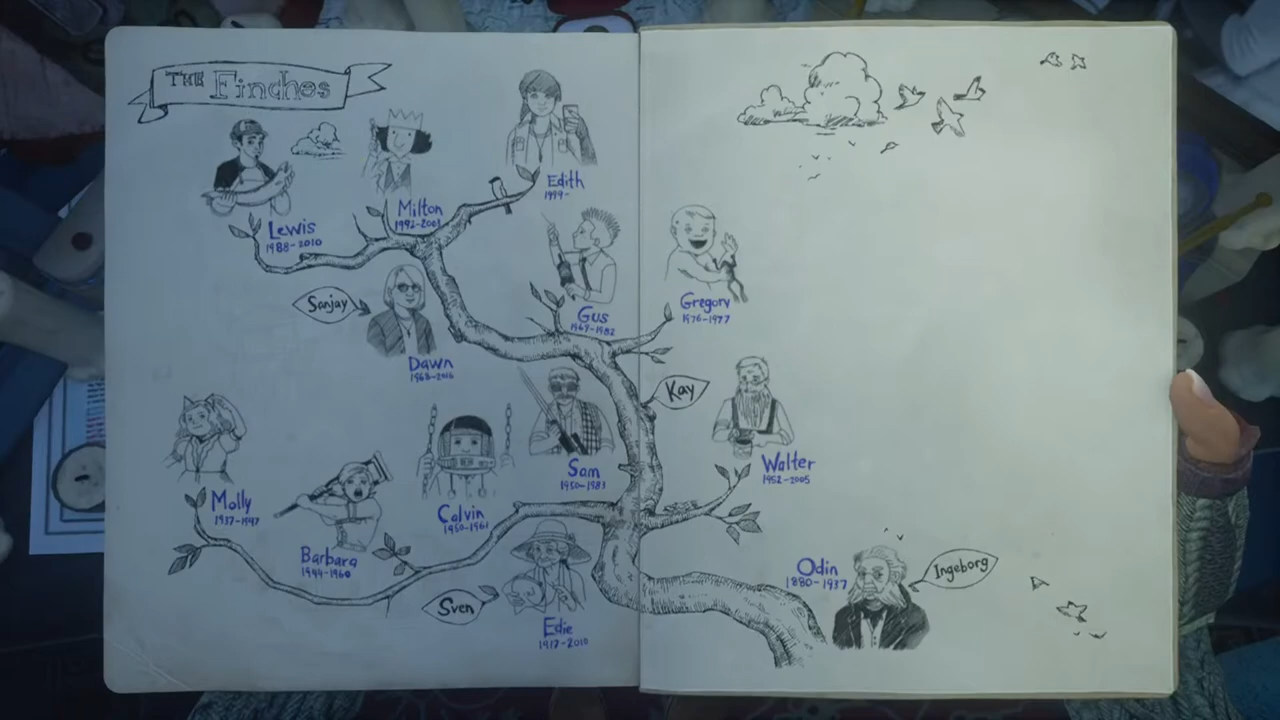 THE Finches
Edith
1999-
Lewis
1988-2010
Milton
1992-2003
Sanjay
Dawn
1968-2016
Gus
1969-1982
Gregory
1976-1977
Kay
Sam
1950-1983
Walter
1952-2005
Molly
1937-1947
Barbara
1944-1960
Calvin
1950-1961
Sven
Edie
1917-2010
Odin
1880-1937
Ingeborg